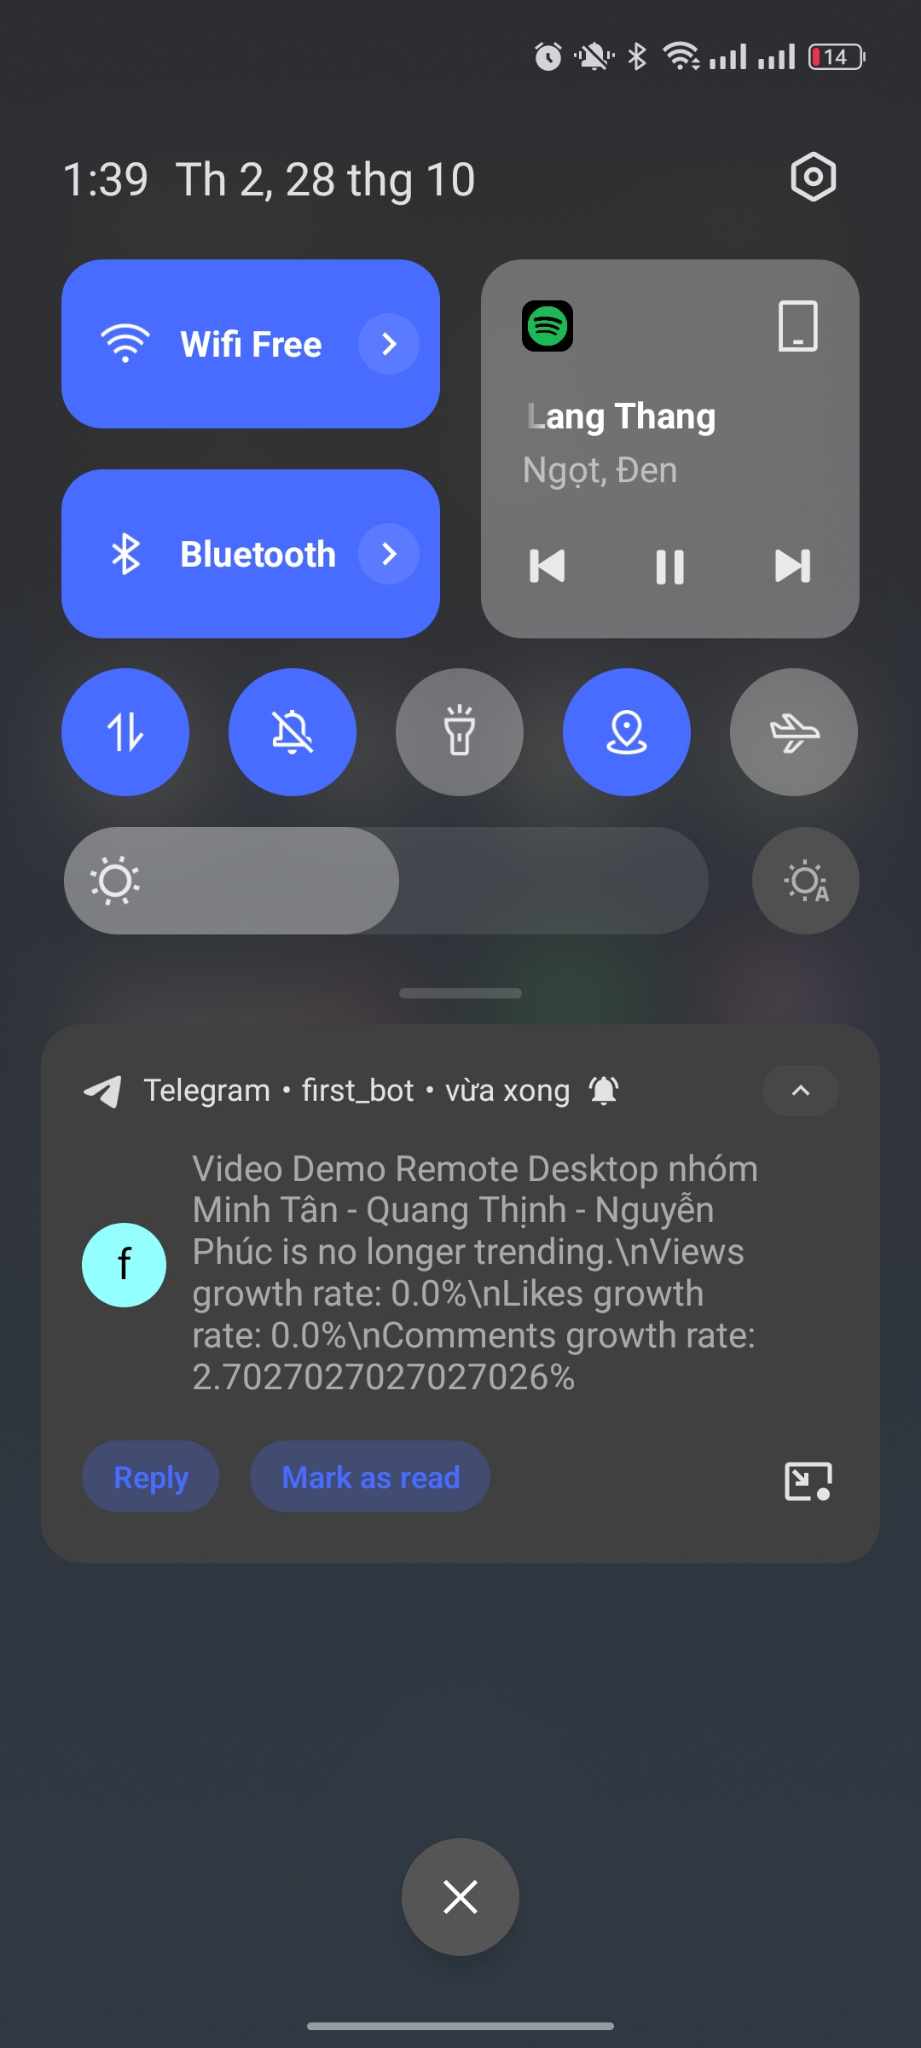 14
1:39 Th 2, 28 thg 10
Wifi Free
Lang Thang
Ngọt, Đen
Bluetooth
A
Telegram • first_bot • vừa xong
f
Video Demo Remote Desktop nhóm
Minh Tân - Quang Thịnh - Nguyễn
Phúc is no longer trending.\nViews
growth rate: 0.0%\nLikes growth
rate: 0.0%\nComments growth rate:
2.7027027027027026%
Reply
Mark as read